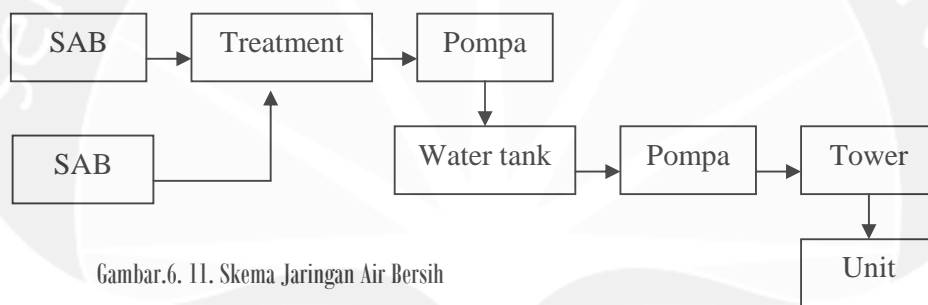 SAB
Treatment
Pompa
SAB
Water tank
Pompa
Tower
Unit
Gambar.6. 11. Skema Jaringan Air Bersih